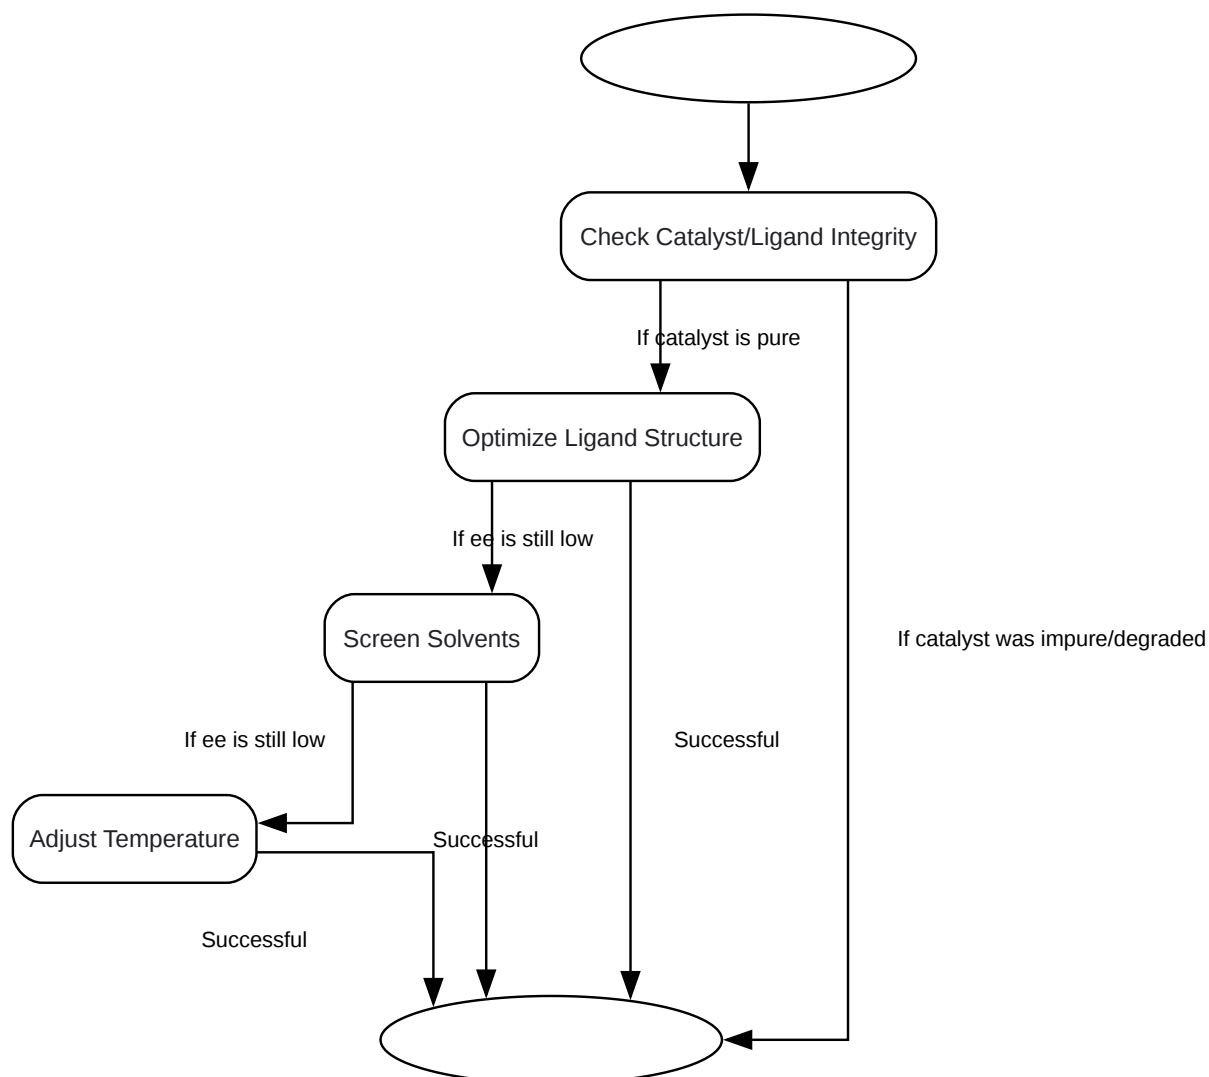 Check Catalyst/Ligand Integrity
If catalyst is pure
Optimize Ligand Structure
If ee is still low
Screen Solvents
If catalyst was impure/degraded
If ee is still low
Successful
Adjust Temperature
Successful
Successful